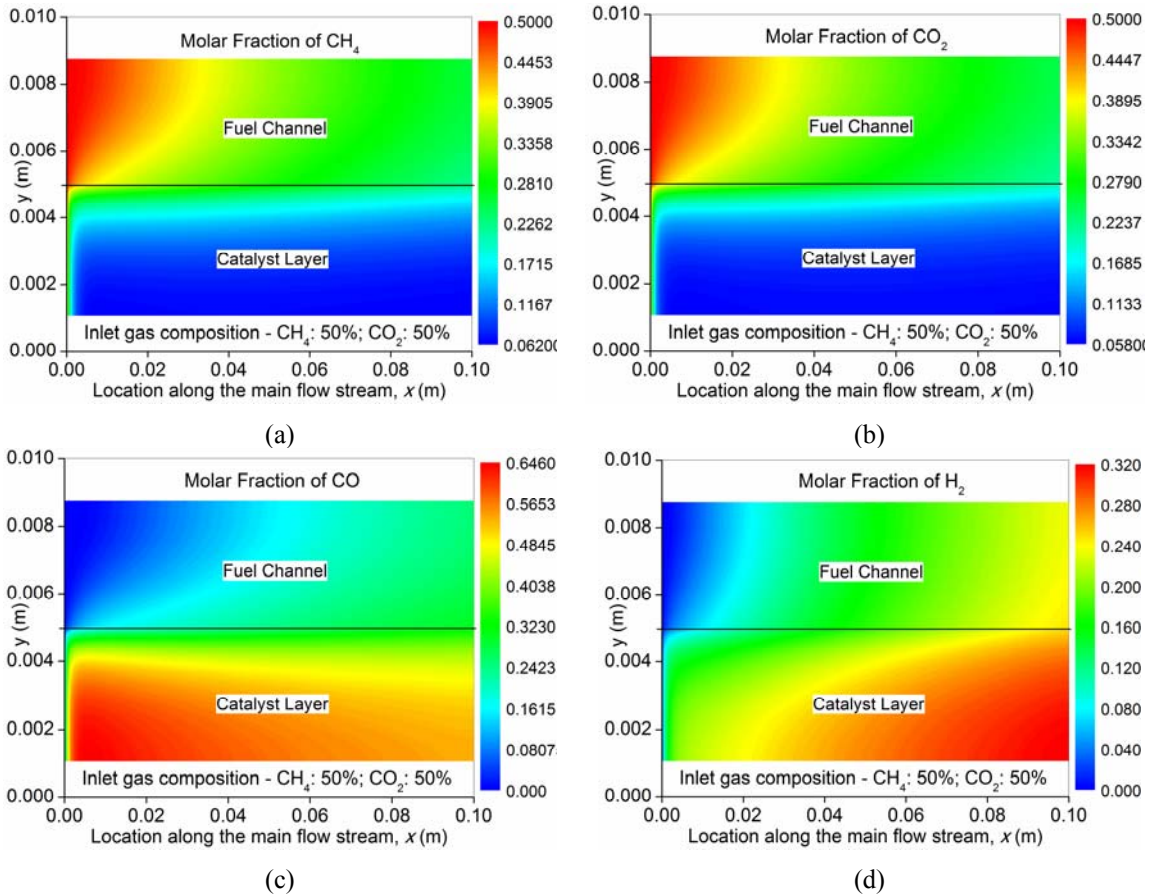 Molar Fraction of CH4
Fuel Channel
Catalyst Layer
Inlet gas composition - CH4: 50%; CO2: 50%
0.010
0.008
0.006
0.004
0.002
0.000
y (m)
0.00 0.02 0.04 0.06 0.08 0.10
Location along the main flow stream, x (m)
0.5000
0.4453
0.3905
0.3357
0.2810
0.2262
0.1715
0.1167
0.06200
(a)
Molar Fraction of CO2
Fuel Channel
Catalyst Layer
Inlet gas composition - CH4: 50%; CO2: 50%
0.010
0.008
0.006
0.004
0.002
0.000
y (m)
0.00 0.02 0.04 0.06 0.08 0.10
Location along the main flow stream, x (m)
0.5000
0.4447
0.3895
0.3342
0.2790
0.2237
0.1685
0.1133
0.05800
(b)
Molar Fraction of CO
Fuel Channel
Catalyst Layer
Inlet gas composition - CH4: 50%; CO2: 50%
0.010
0.008
0.006
0.004
0.002
0.000
y (m)
0.00 0.02 0.04 0.06 0.08 0.10
Location along the main flow stream, x (m)
0.6460
0.5653
0.4845
0.4038
0.3230
0.2423
0.1615
0.08075
0.000
(c)
Molar Fraction of H2
Fuel Channel
Catalyst Layer
Inlet gas composition - CH4: 50%; CO2: 50%
0.010
0.008
0.006
0.004
0.002
0.000
y (m)
0.00 0.02 0.04 0.06 0.08 0.10
Location along the main flow stream, x (m)
0.320
0.280
0.240
0.200
0.160
0.120
0.080
0.040
0.000
(d)